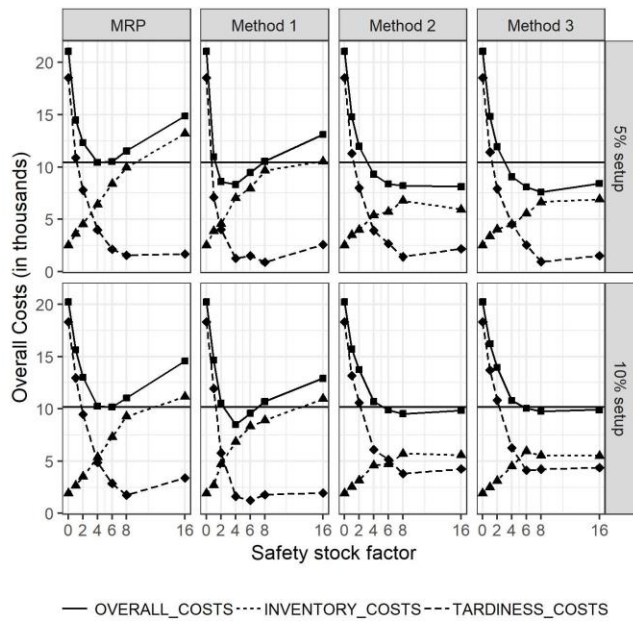 MRP Method 1 Method 2 Method 3
Overall Costs (in thousands)
20
15
10
5
0
5% setup
20
15
10
5
0
10% setup
0 2 4 6 8 16 0 2 4 6 8 16 0 2 4 6 8 16 0 2 4 6 8 16
Safety stock factor
OVERALL_COSTS INVENTORY_COSTS TARDINESS_COSTS